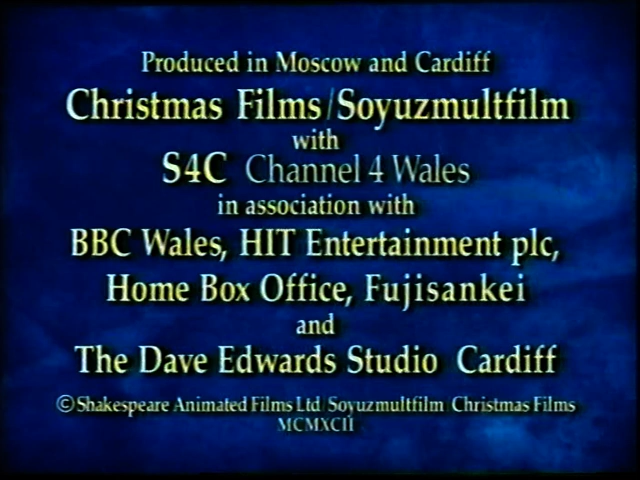 Produced in Moscow and Cardiff
Christmas Films/Soyuzmultfilm
with
S4C Channel 4 Wales
in association with
BBC Wales, HIT Entertainment plc,
Home Box Office, Fujisankei
and
The Dave Edwards Studio Cardiff
©Shakespeare Animated Films Ltd/Soyuzmultfilm/Christmas Films
MCMXCII